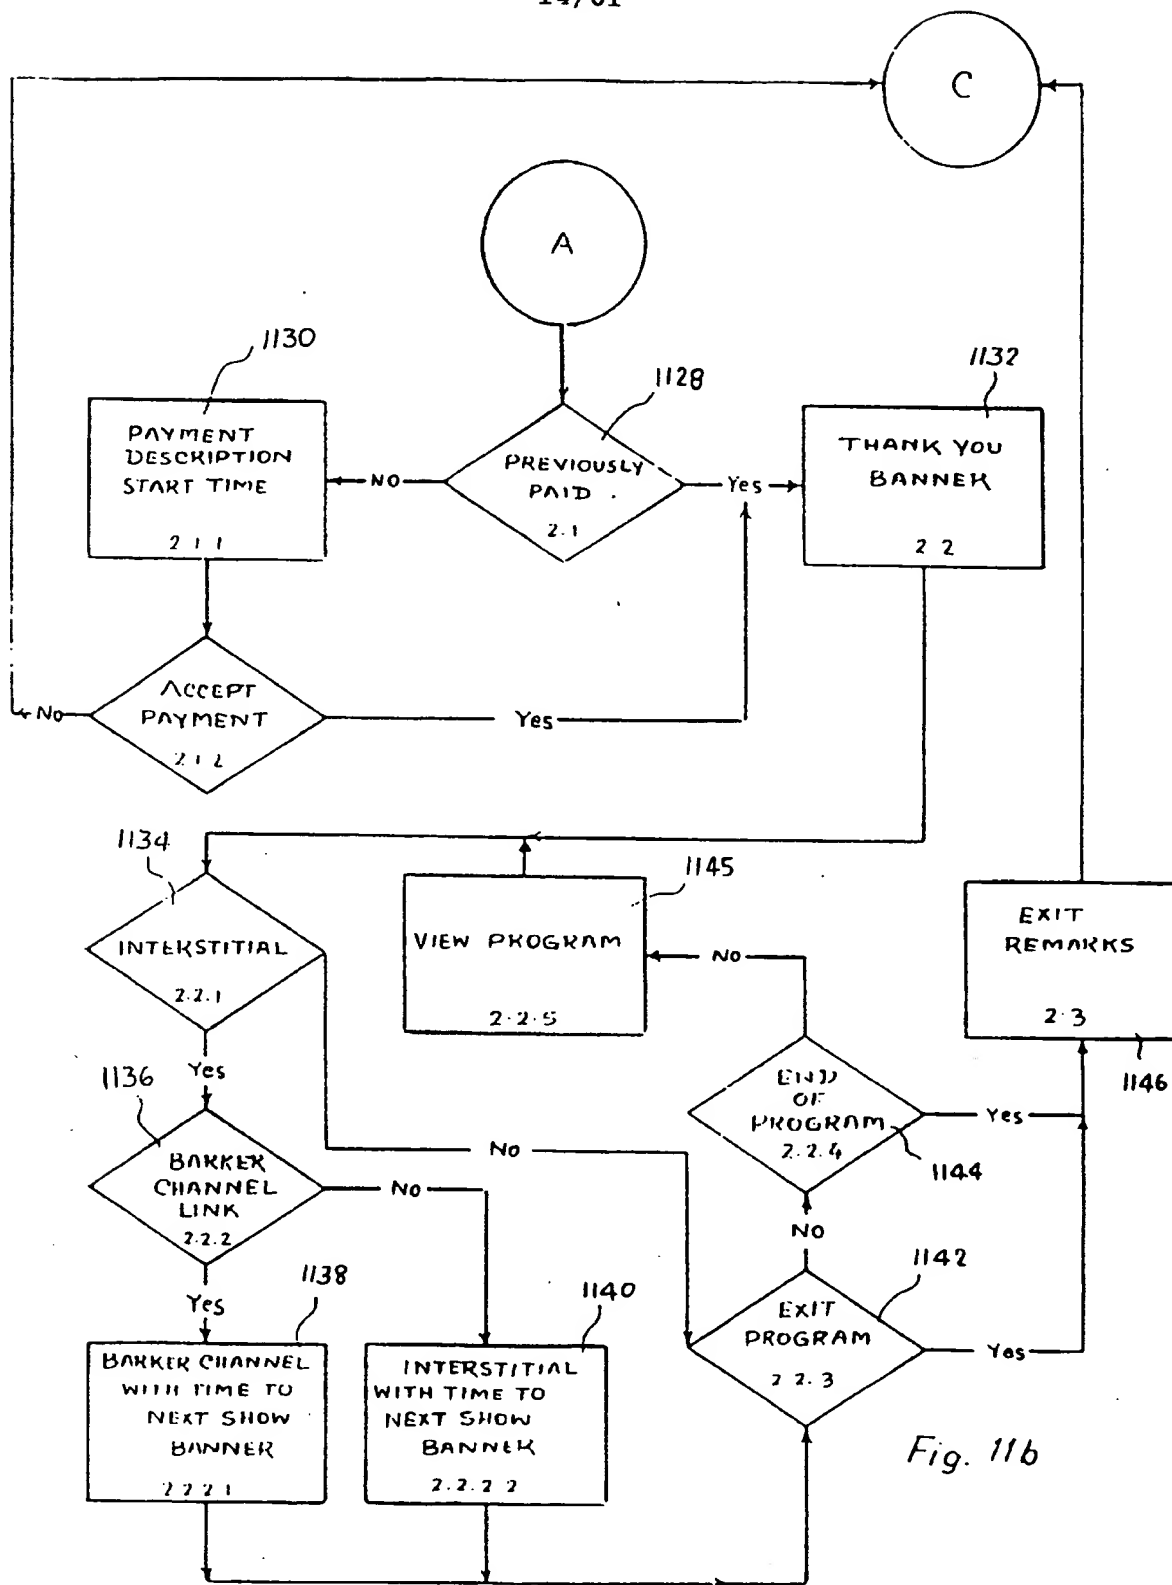 C
A
1130
1128
1132
PAYMENT
DESCRIPTION
START TIME
2 1 1
NO
PREVIOUSLY
PAID
2.1
Yes
THANK YOU
BANNER
2 2
ACCEPT
PAYMENT
2 1 2
No
Yes
1134
INTERSTITIAL
2.2.1
1145
VIEW PROGRAM
2.2.5
No
EXIT
REMARKS
2.3
1146
Yes
1136
BARKER
CHANNEL
LINK
2.2.2
No
No
END
OF
PROGRAM
2.2.4
Yes
1144
No
Yes
1138
BARKER CHANNEL
WITH TIME TO
NEXT SHOW
BANNER
2 2 2 1
1140
INTERSTITIAL
WITH TIME TO
NEXT SHOW
BANNER
2.2.2 2
1142
EXIT
PROGRAM
2 2.3
Yes
Fig. 11b